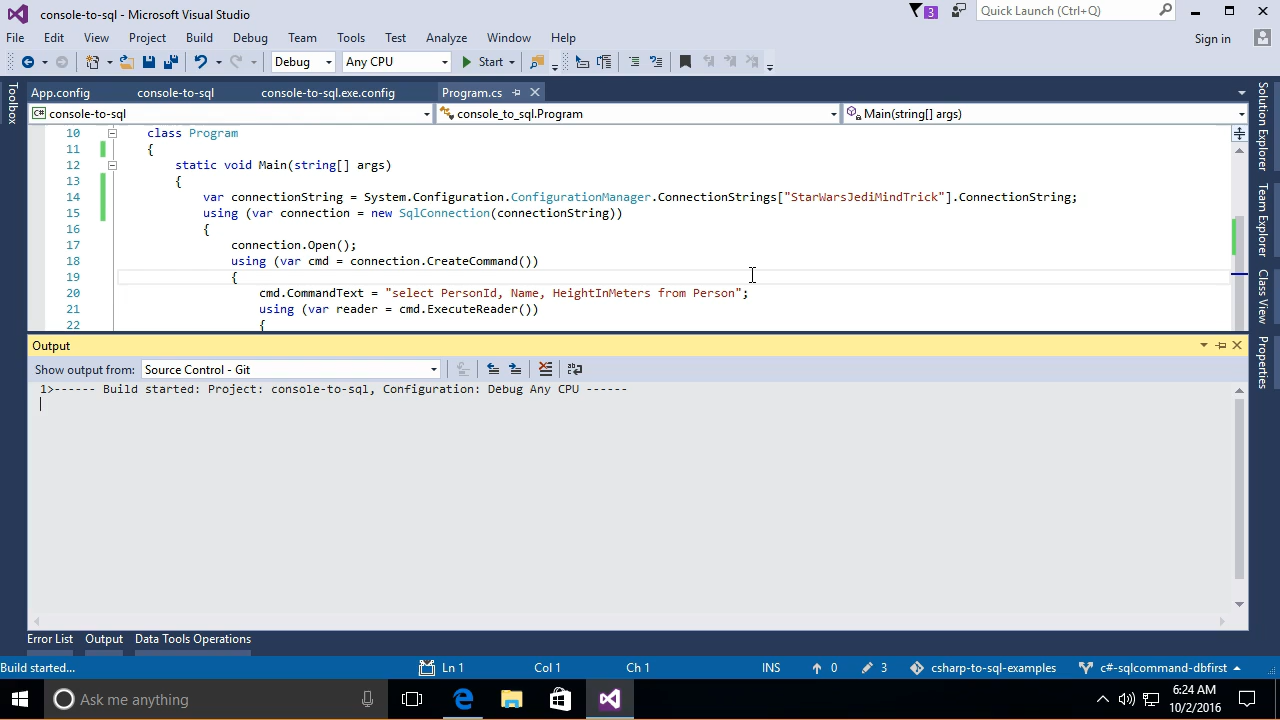 console-to-sql - Microsoft Visual Studio
3
Quick Launch (Ctrl+Q)
File Edit View Project Build Debug Team Tools Test Analyze Window Help
Sign in
Debug Any CPU Start
Toolbox
App.config console-to-sql console-to-sql.exe.config Program.cs
C# console-to-sql console_to_sql.Program Main(string[] args)
10 class Program
11 {
12 static void Main(string[] args)
13 {
14 var connectionString = System.Configuration.ConfigurationManager.ConnectionStrings["StarWarsJediMindTrick"].ConnectionString;
15 using (var connection = new SqlConnection(connectionString))
16 {
17 connection.Open();
18 using (var cmd = connection.CreateCommand())
19 {
20 cmd.CommandText = "select PersonId, Name, HeightInMeters from Person";
21 using (var reader = cmd.ExecuteReader())
22 {
Solution Explorer
Team Explorer
Class View
Properties
Output
Show output from: Source Control - Git
1>------ Build started: Project: console-to-sql, Configuration: Debug Any CPU ------
Error List Output Data Tools Operations
Build started... Ln 1 Col 1 Ch 1 INS 0 3 csharp-to-sql-examples c#-sqlcommand-dbfirst
Ask me anything
6:24 AM
10/2/2016